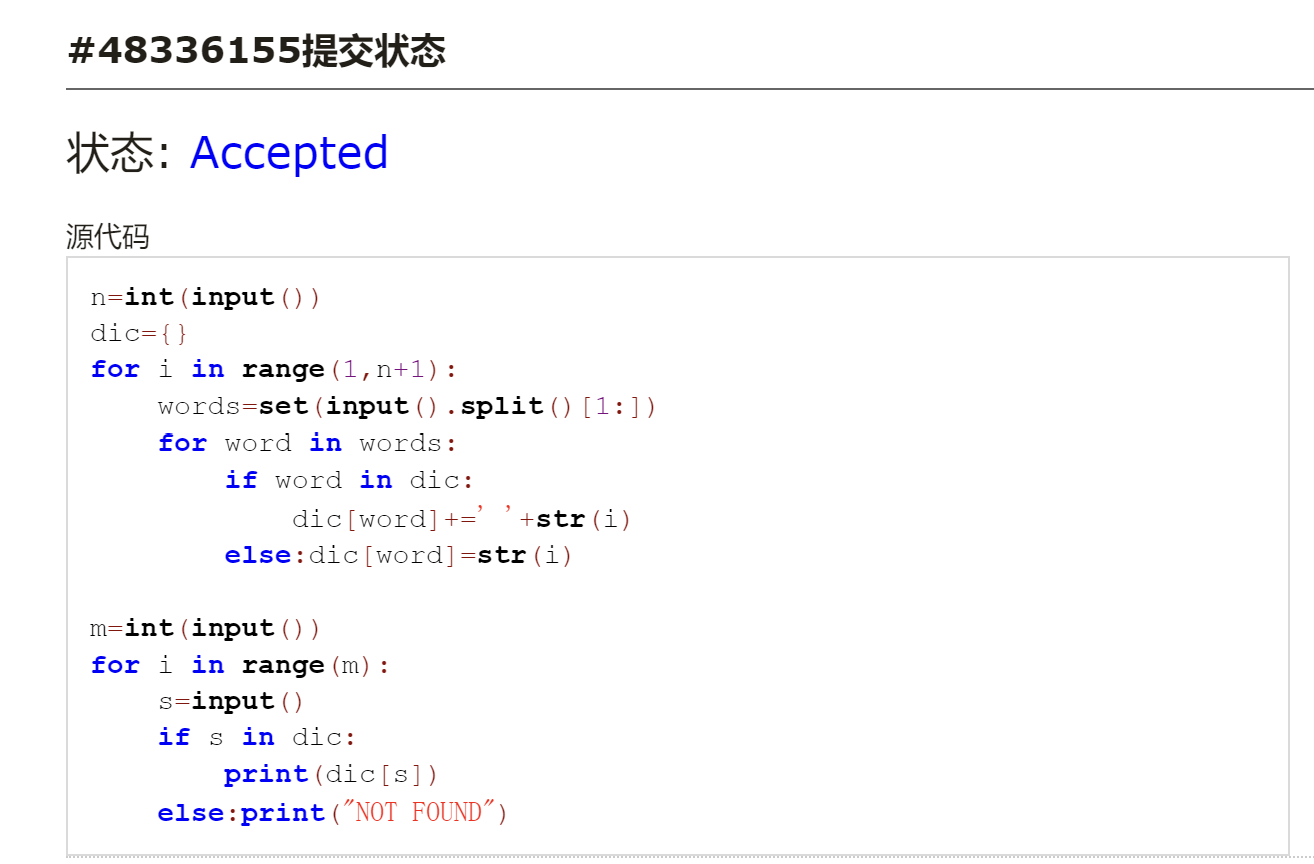 #48336155提交状态
状态: Accepted
源代码
n=int(input())
dic={}
for i in range(1,n+1):
    words=set(input().split()[1:])
    for word in words:
        if word in dic:
            dic[word]+=' '+str(i)
        else:dic[word]=str(i)

m=int(input())
for i in range(m):
    s=input()
    if s in dic:
        print(dic[s])
    else:print("NOT FOUND")